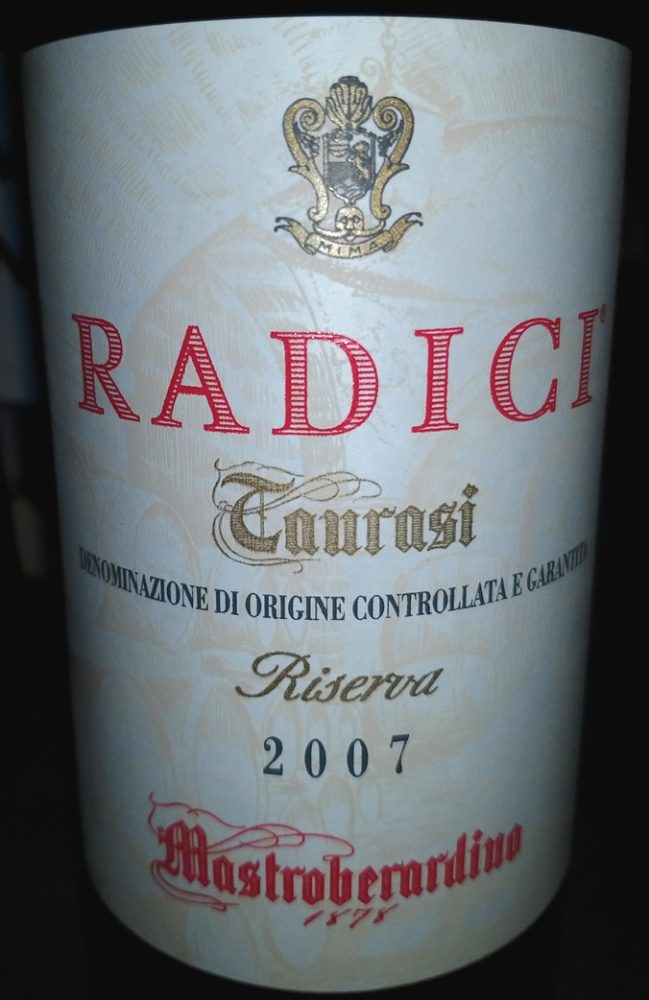 MIMA
RADICI®
Taurasi
DENOMINAZIONE DI ORIGINE CONTROLLATA E GARANTITA
Riserva
2007
Mastroberardino
1878